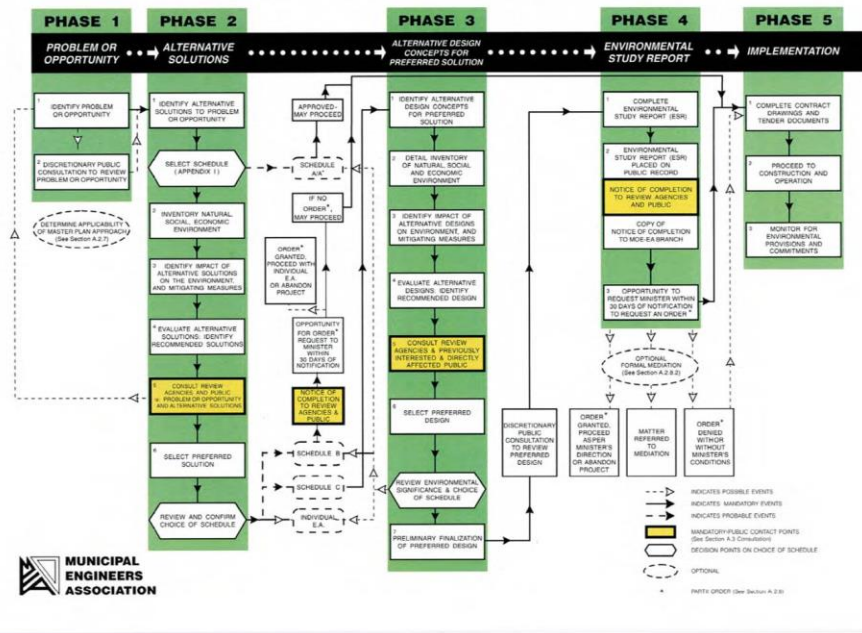 PHASE 1
PROBLEM OR
OPPORTUNITY
1
IDENTIFY PROBLEM
OR OPPORTUNITY
2
DISCRETIONARY PUBLIC
CONSULTATION TO REVIEW
PROBLEM OR OPPORTUNITY
DETERMINE APPLICABILITY
OF MASTER PLAN APPROACH
(See Section A.2.7)
PHASE 2
ALTERNATIVE
SOLUTIONS
1
IDENTIFY ALTERNATIVE
SOLUTIONS TO PROBLEM
OR OPPORTUNITY
SELECT SCHEDULE
(APPENDIX I)
2
INVENTORY NATURAL,
SOCIAL, ECONOMIC
ENVIRONMENT
3
IDENTIFY IMPACT OF
ALTERNATIVE SOLUTIONS
ON THE ENVIRONMENT, AND
MITIGATING MEASURES
4
EVALUATE ALTERNATIVE
SOLUTIONS: IDENTIFY
RECOMMENDED SOLUTIONS
5
CONSULT REVIEW
AGENCIES AND PUBLIC
PROBLEM OR OPPORTUNITY
AND ALTERNATIVE SOLUTIONS
6
SELECT PREFERRED
SOLUTION
REVIEW AND CONFIRM
CHOICE OF SCHEDULE
APPROVED-
MAY PROCEED
SCHEDULE
A/A+
IF NO
ORDER*,
MAY PROCEED
ORDER*
GRANTED,
PROCEED WITH
INDIVIDUAL
E.A.
OR ABANDON
PROJECT
OPPORTUNITY
FOR ORDER*
REQUEST TO
MINISTER
WITHIN
30 DAYS OF
NOTIFICATION
NOTICE OF
COMPLETION
TO REVIEW
AGENCIES &
PUBLIC
SCHEDULE B
SCHEDULE C
INDIVIDUAL
E.A.
PHASE 3
ALTERNATIVE DESIGN
CONCEPTS FOR
PREFERRED SOLUTION
1
IDENTIFY ALTERNATIVE
DESIGN CONCEPTS
FOR PREFERRED
SOLUTION
2
DETAIL INVENTORY
OF NATURAL, SOCIAL
AND ECONOMIC
ENVIRONMENT
3
IDENTIFY IMPACT OF
ALTERNATIVE DESIGNS
ON ENVIRONMENT, AND
MITIGATING MEASURES
4
EVALUATE ALTERNATIVE
DESIGNS: IDENTIFY
RECOMMENDED DESIGN
5
CONSULT REVIEW
AGENCIES & PREVIOUSLY
INTERESTED & DIRECTLY
AFFECTED PUBLIC
6
SELECT PREFERRED
DESIGN
REVIEW ENVIRONMENTAL
SIGNIFICANCE & CHOICE
OF SCHEDULE
7
PRELIMINARY FINALIZATION
OF PREFERRED DESIGN
DISCRETIONARY
PUBLIC
CONSULTATION
TO REVIEW
PREFERRED
DESIGN
PHASE 4
ENVIRONMENTAL
STUDY REPORT
1
COMPLETE
ENVIRONMENTAL
STUDY REPORT (ESR)
2
ENVIRONMENTAL
STUDY REPORT (ESR)
PLACED ON
PUBLIC RECORD
NOTICE OF COMPLETION
TO REVIEW AGENCIES
AND PUBLIC
COPY OF
NOTICE OF COMPLETION
TO MOE-EA BRANCH
3
OPPORTUNITY TO
REQUEST MINISTER WITHIN
30 DAYS OF NOTIFICATION
TO REQUEST AN ORDER*
OPTIONAL
FORMAL MEDIATION
(See Section A.2.8.2)
ORDER*
GRANTED,
PROCEED
AS PER
MINISTER'S
DIRECTION
OR ABANDON
PROJECT
MATTER
REFERRED
TO
MEDIATION
ORDER*
DENIED WITH OR
WITHOUT
MINISTER'S
CONDITIONS
PHASE 5
IMPLEMENTATION
1
COMPLETE CONTRACT
DRAWINGS AND
TENDER DOCUMENTS
2
PROCEED TO
CONSTRUCTION AND
OPERATION
3
MONITOR FOR
ENVIRONMENTAL
PROVISIONS AND
COMMITMENTS
INDICATES POSSIBLE EVENTS
INDICATES MANDATORY EVENTS
INDICATES PROBABLE EVENTS
MANDATORY PUBLIC CONTACT POINTS
(See Section A.3 Consultation)
DECISION POINTS ON CHOICE OF SCHEDULE
OPTIONAL
* PART II ORDER (See Section A.2.8)
MUNICIPAL
ENGINEERS
ASSOCIATION